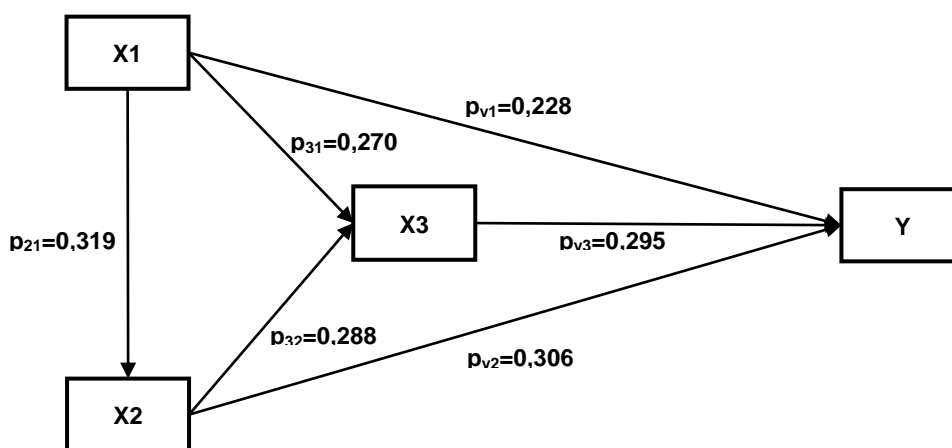 X1
py1=0,228
p31=0,270
X3
Y
p21=0,319
py3=0,295
p32=0,288
py2=0,306
X2